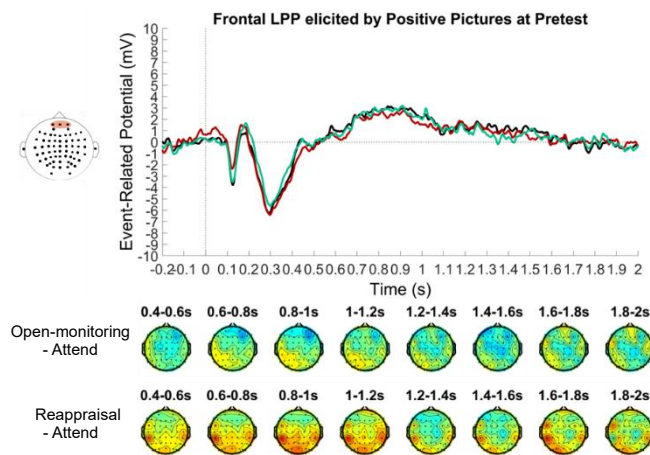 Frontal LPP elicited by Positive Pictures at Pretest
Event-Related Potential (mV)
10
9
8
7
6
5
4
3
2
1
0
-1
-2
-3
-4
-5
-6
-7
-8
-9
-10
-0.2 -0.1 0 0.1 0.2 0.3 0.4 0.5 0.6 0.7 0.8 0.9 1 1.1 1.2 1.3 1.4 1.5 1.6 1.7 1.8 1.9 2
Time (s)
0.4-0.6s 0.6-0.8s 0.8-1s 1-1.2s 1.2-1.4s 1.4-1.6s 1.6-1.8s 1.8-2s
Open-monitoring
- Attend
0.4-0.6s 0.6-0.8s 0.8-1s 1-1.2s 1.2-1.4s 1.4-1.6s 1.6-1.8s 1.8-2s
Reappraisal
- Attend